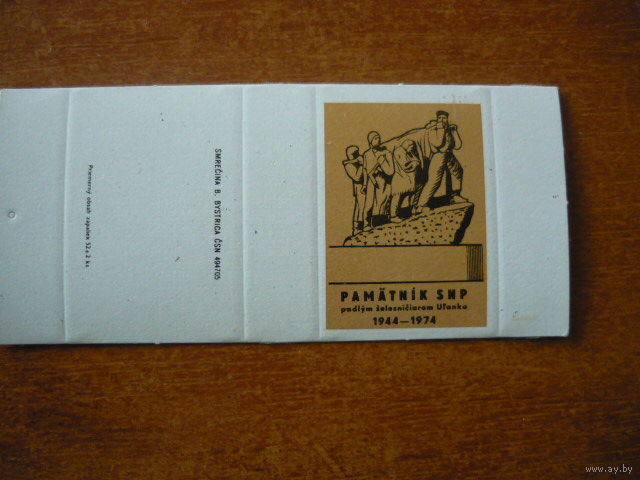 Priemerný obsah zápaliek 52 ± 2 ks
SMREČINA B. BYSTRICA ČSN 494705
PAMÄTNÍK SNP
padlým železničiarom Uľanka
1944—1974
www.ay.by